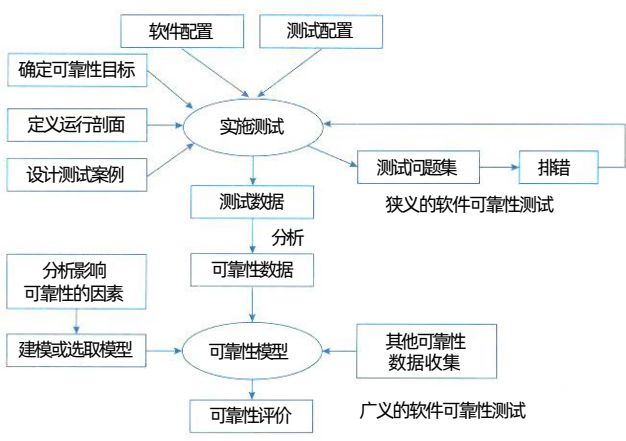 软件配置
测试配置
确定可靠性目标
定义运行剖面
实施测试
设计测试案例
测试问题集
排错
测试数据
狭义的软件可靠性测试
分析
可靠性数据
分析影响
可靠性的因素
建模或选取模型
可靠性模型
其他可靠性
数据收集
可靠性评价
广义的软件可靠性测试